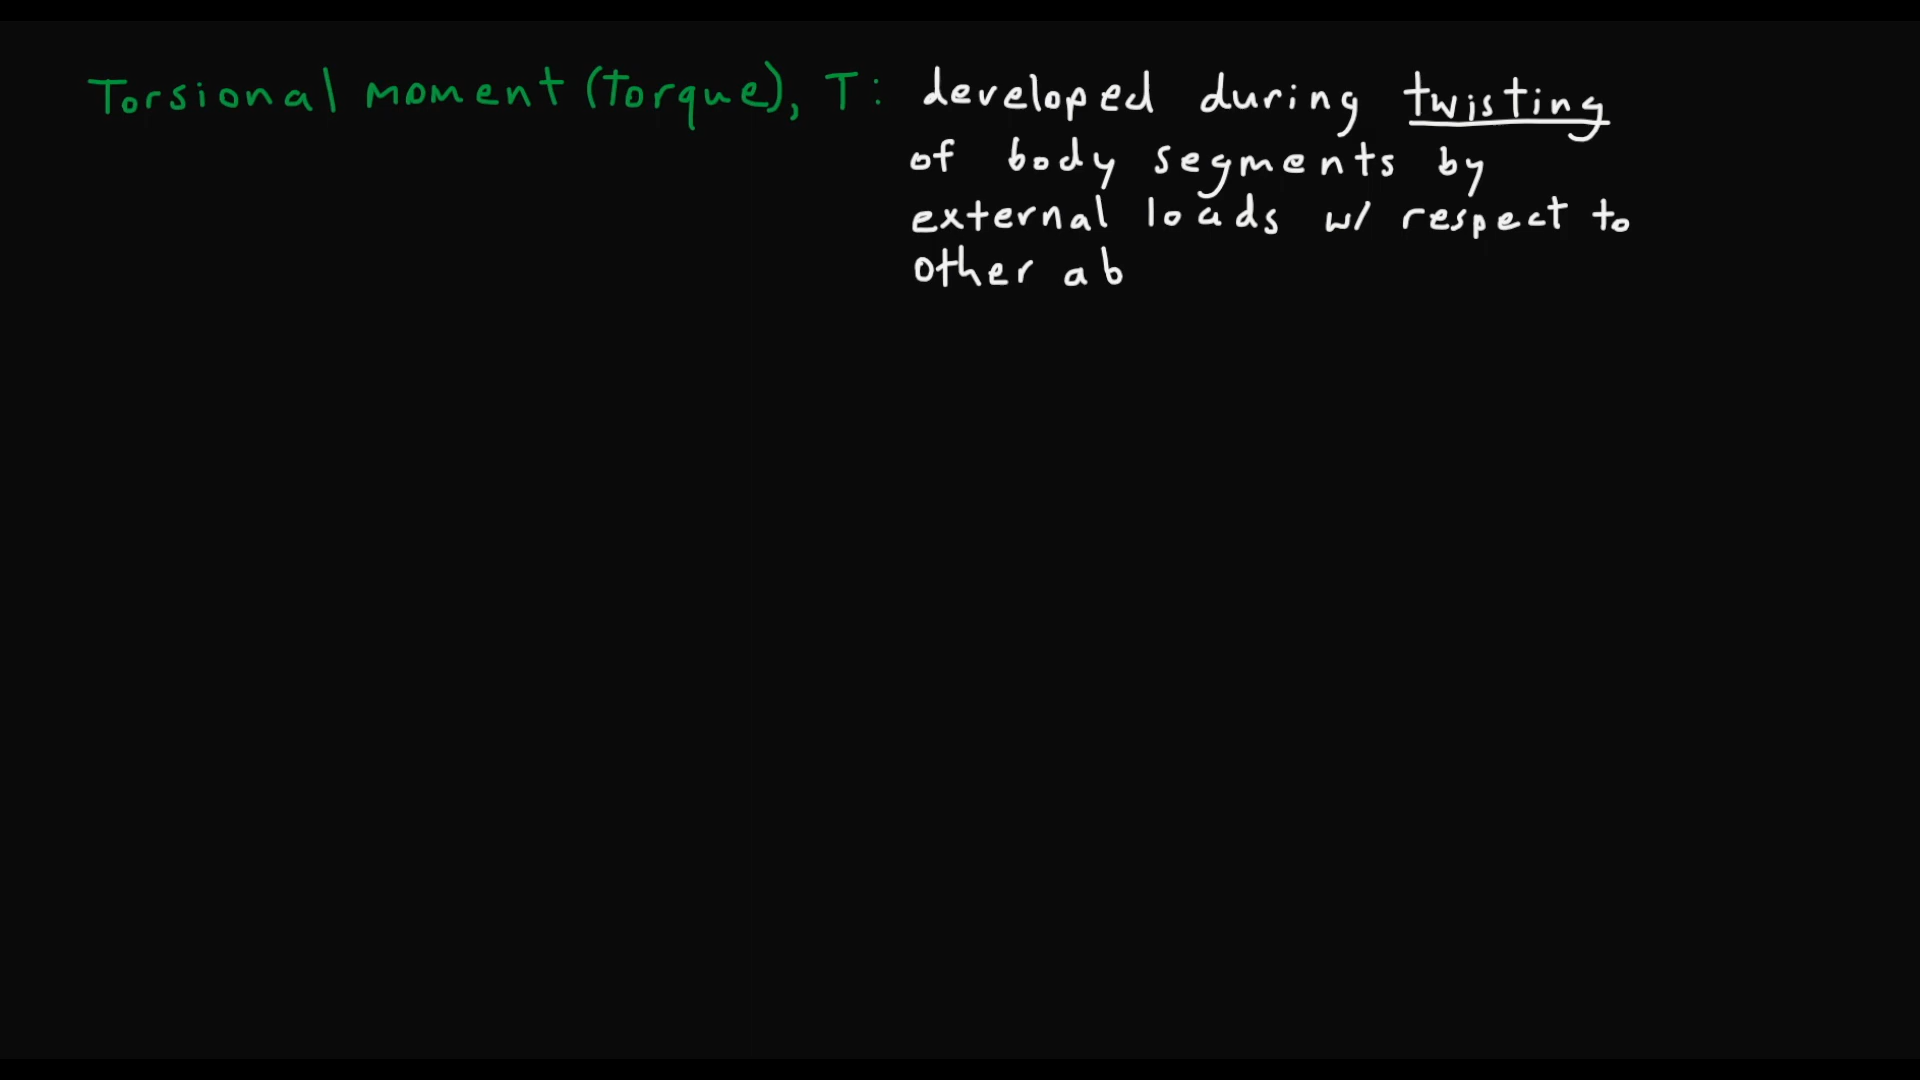 Torsional moment (torque), T: developed during twisting
of body segments by
external loads w/ respect to
other ab